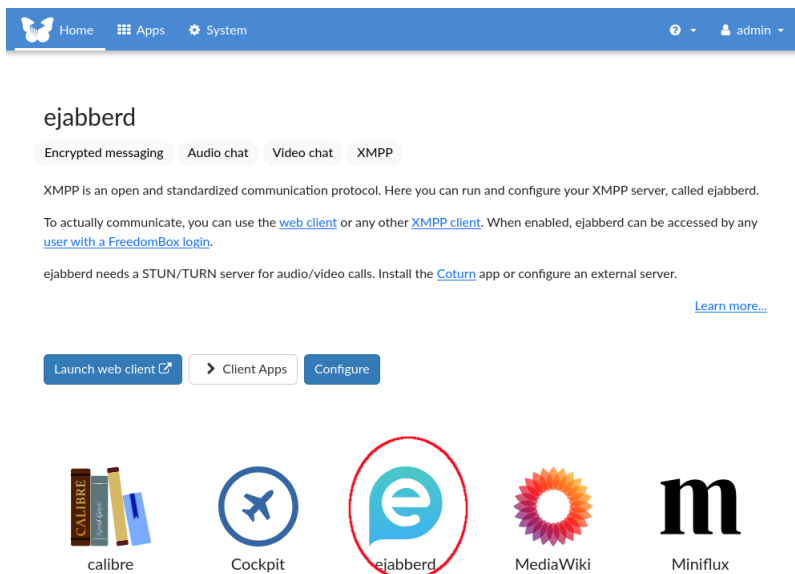 Home Apps System admin
ejabberd
Encrypted messaging Audio chat Video chat XMPP
XMPP is an open and standardized communication protocol. Here you can run and configure your XMPP server, called ejabberd.
To actually communicate, you can use the web client or any other XMPP client. When enabled, ejabberd can be accessed by any
user with a FreedomBox login.
ejabberd needs a STUN/TURN server for audio/video calls. Install the Coturn app or configure an external server.
Learn more...
Launch web client Client Apps Configure
CALIBRE
e m
calibre Cockpit ejabberd MediaWiki Miniflux